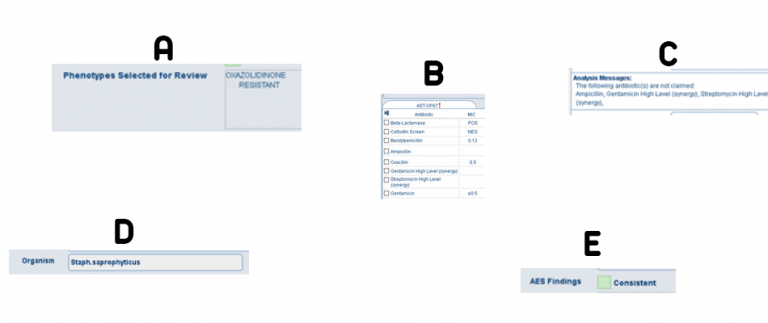 A
Phenotypes Selected for Review
OXAZOLIDINONE
RESISTANT
B
AST-GP67!
Antibiotic MIC
Beta-Lactamase POS
Cefoxitin Screen NEG
Benzylpenicillin 0.12
Ampicillin
Oxacillin 0.5
Gentamicin High Level (synergy)
Streptomycin High Level
(synergy)
Gentamicin ≤0.5
C
Analysis Messages:
The following antibiotic(s) are not claimed:
Ampicillin, Gentamicin High Level (synergy), Streptomycin High Level
(synergy),
D
Organism Staph.saprophyticus
E
AES Findings Consistent